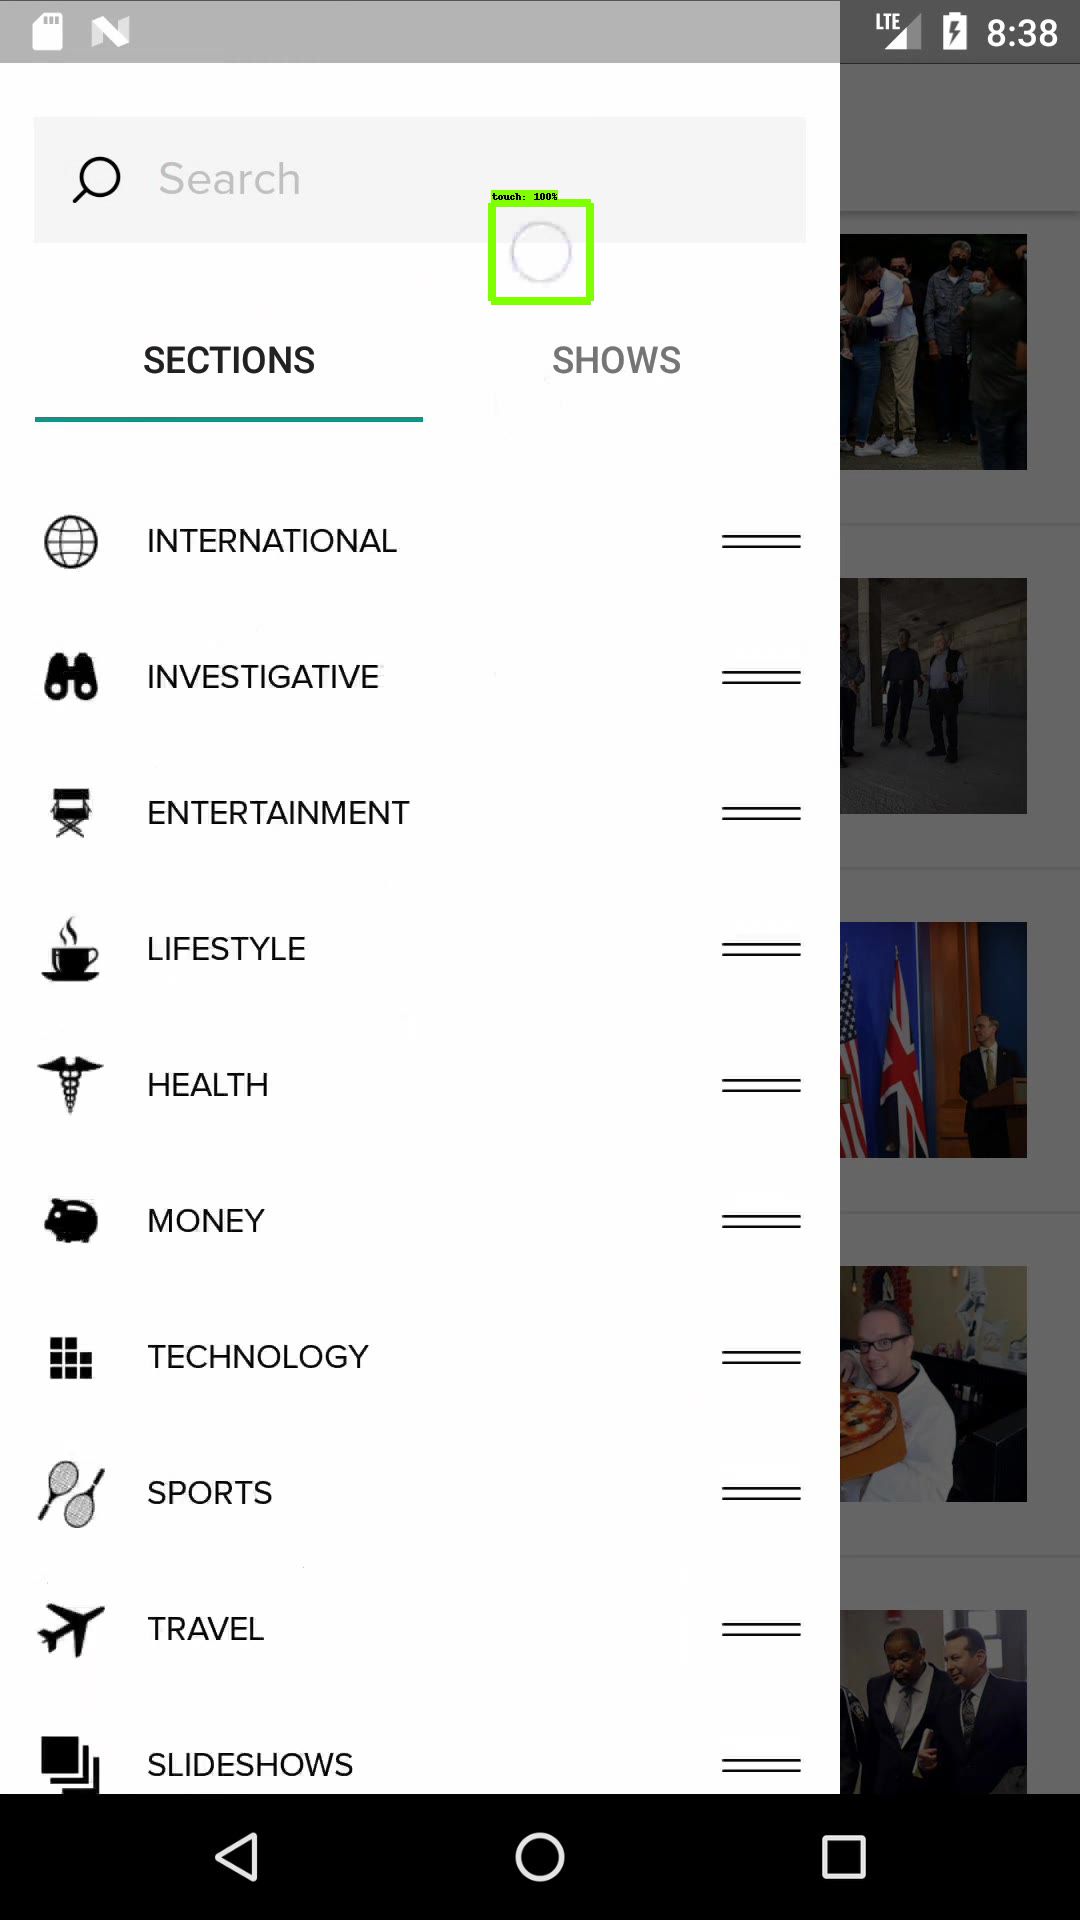 LTE 8:38
Search
touch: 100%
SECTIONS SHOWS
INTERNATIONAL
INVESTIGATIVE
ENTERTAINMENT
LIFESTYLE
HEALTH
MONEY
TECHNOLOGY
SPORTS
TRAVEL
SLIDESHOWS